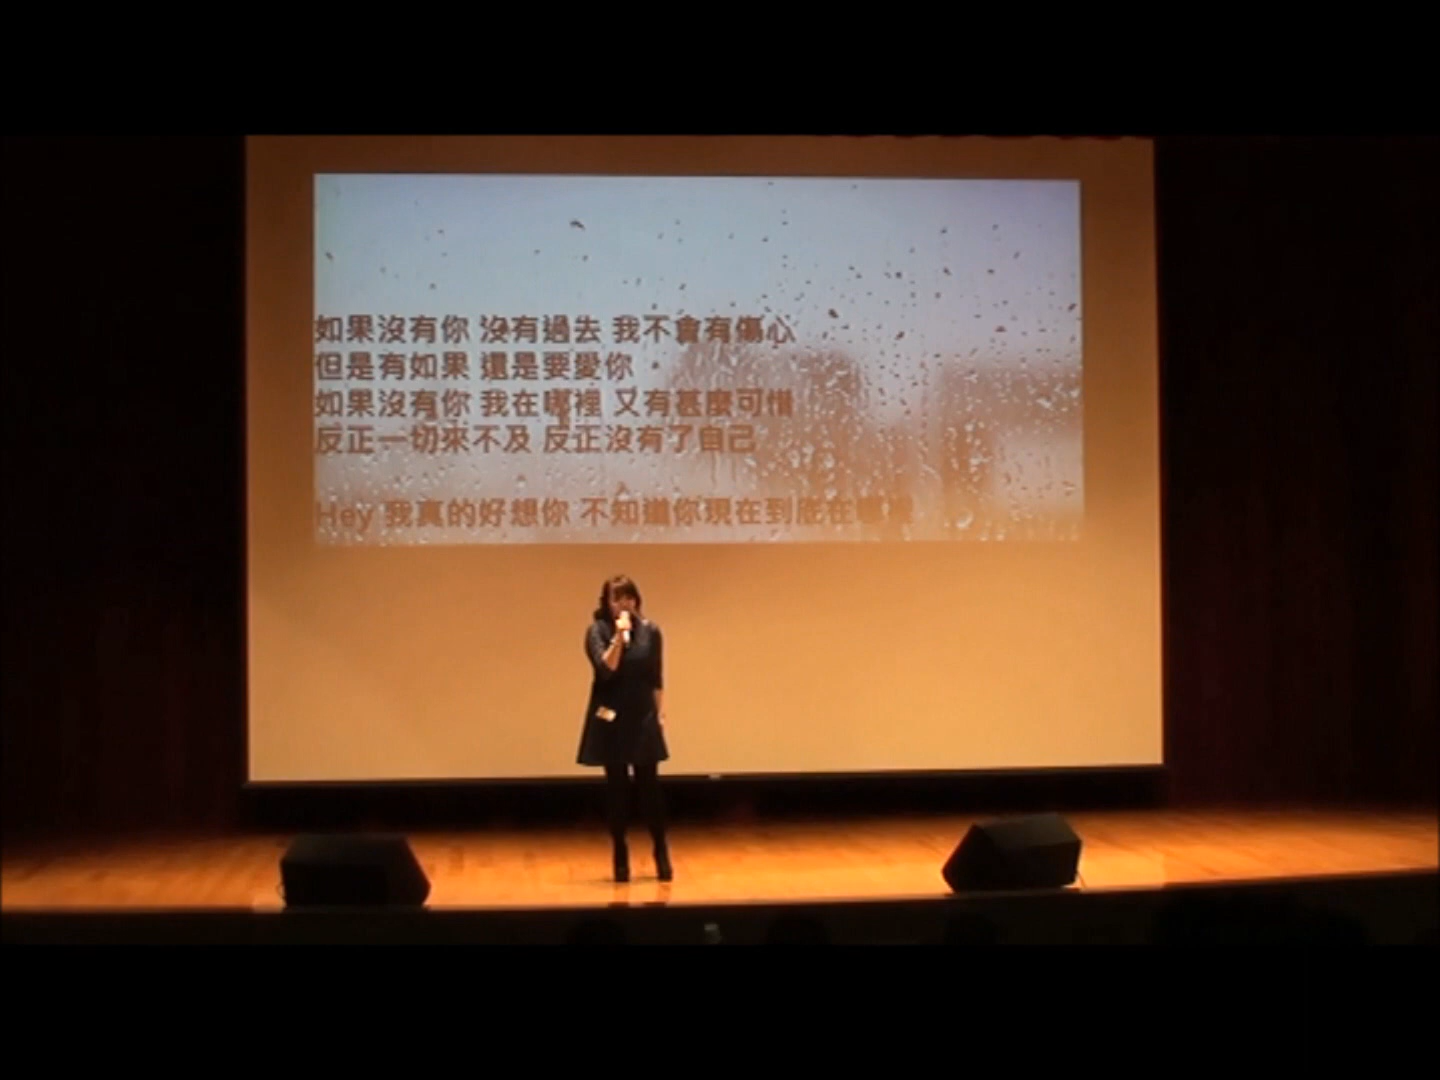 如果沒有你 沒有過去 我不會有傷心
但是有如果 還是要愛你
如果沒有你 我在哪裡 又有甚麼可惜
反正一切來不及 反正沒有了自己
Hey 我真的好想你 不知道你現在到底在